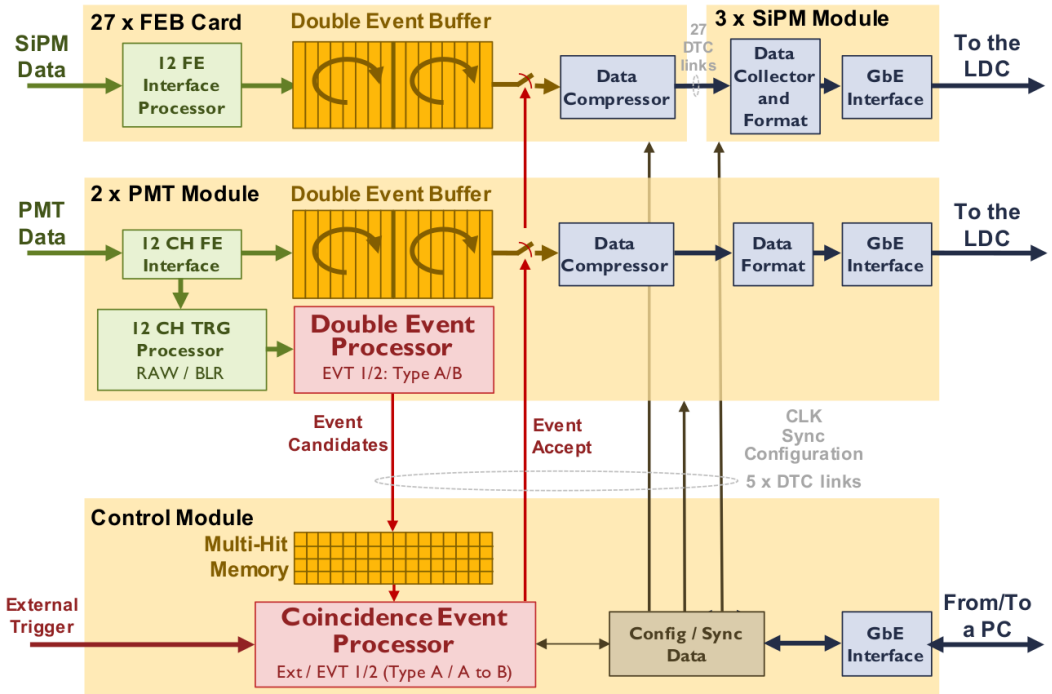 27 x FEB Card
Double Event Buffer
3 x SiPM Module
SiPM
Data
12 FE
Interface
Processor
Data
Compressor
27
DTC
links
Data
Collector
and
Format
GbE
Interface
To the
LDC
2 x PMT Module
Double Event Buffer
PMT
Data
12 CH FE
Interface
Data
Compressor
Data
Format
GbE
Interface
To the
LDC
12 CH TRG
Processor
RAW / BLR
Double Event
Processor
EVT 1/2: Type A/B
Event
Candidates
Event
Accept
CLK
Sync
Configuration
5 x DTC links
Control Module
Multi-Hit
Memory
External
Trigger
Coincidence Event
Processor
Ext / EVT 1/2 (Type A / A to B)
Config / Sync
Data
GbE
Interface
From/To
a PC